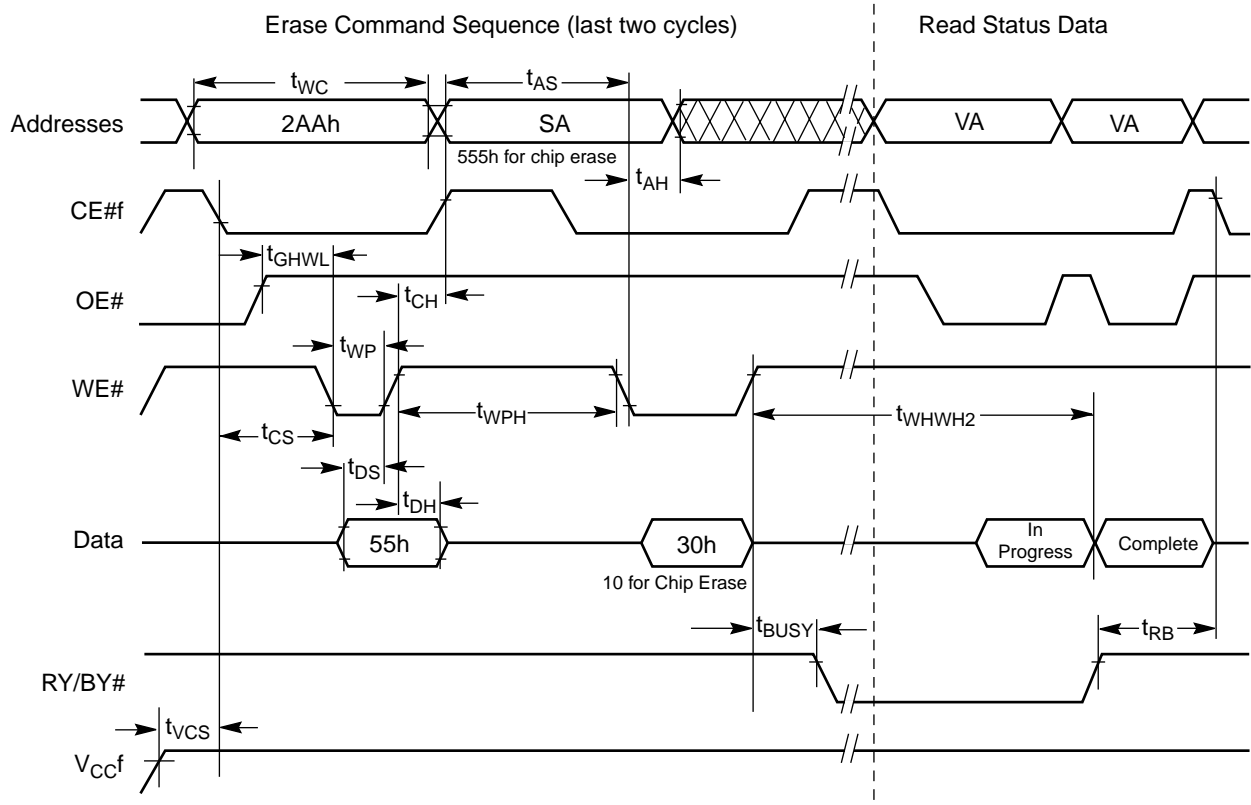 Erase Command Sequence (last two cycles) Read Status Data
tWC tAS
Addresses 2AAh SA VA VA
555h for chip erase
tAH
CE#f
tGHWL
OE# tCH
tWP
WE#
tWPH tWHWH2
tCS
tDS
tDH
Data 55h 30h In Progress Complete
10 for Chip Erase
tBUSY tRB
RY/BY#
tVCS
VCCf